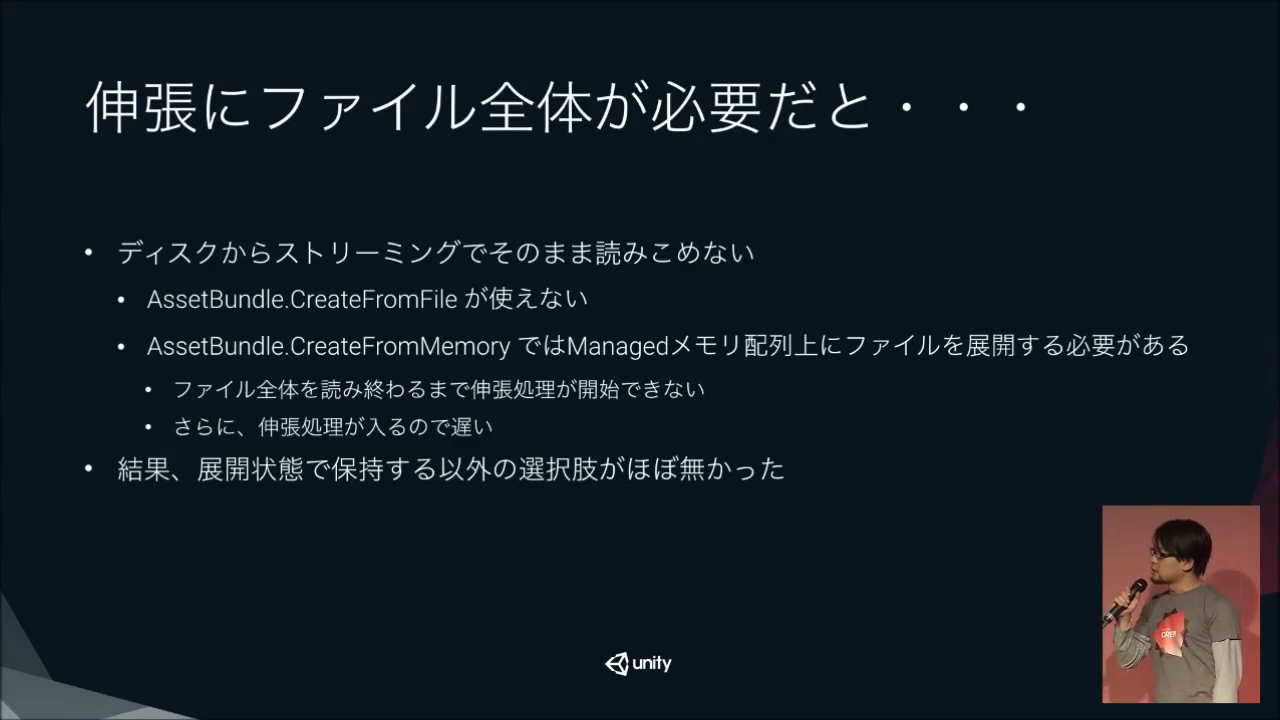 伸張にファイル全体が必要だと・・・
• ディスクからストリーミングでそのまま読みこめない
• AssetBundle.CreateFromFile が使えない
• AssetBundle.CreateFromMemory ではManagedメモリ配列上にファイルを展開する必要がある
• ファイル全体を読み終わるまで伸張処理が開始できない
• さらに、伸張処理が入るので遅い
• 結果、展開状態で保持する以外の選択肢がほぼ無かった
unity